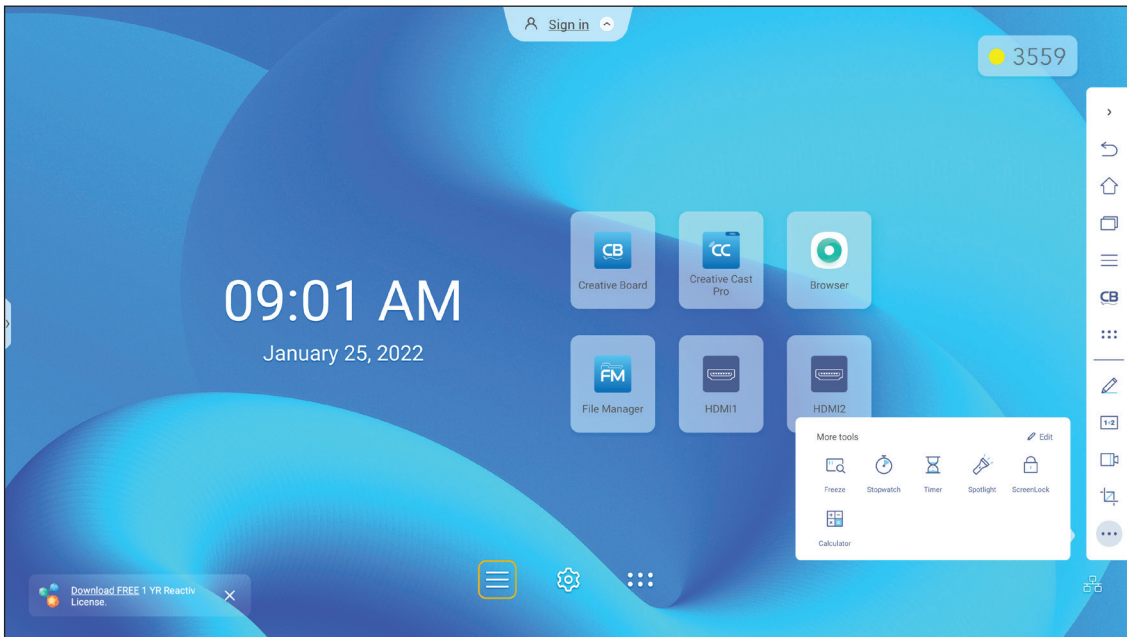 Sign in
3559
09:01 AM
January 25, 2022
CB
Creative Board
CC
Creative Cast
Pro
Browser
FM
File Manager
HDMI1
HDMI2
CB
1=2
More tools
Edit
Freeze
Stopwatch
Timer
Spotlight
ScreenLock
Calculator
Download FREE 1 YR Reactiv
License.